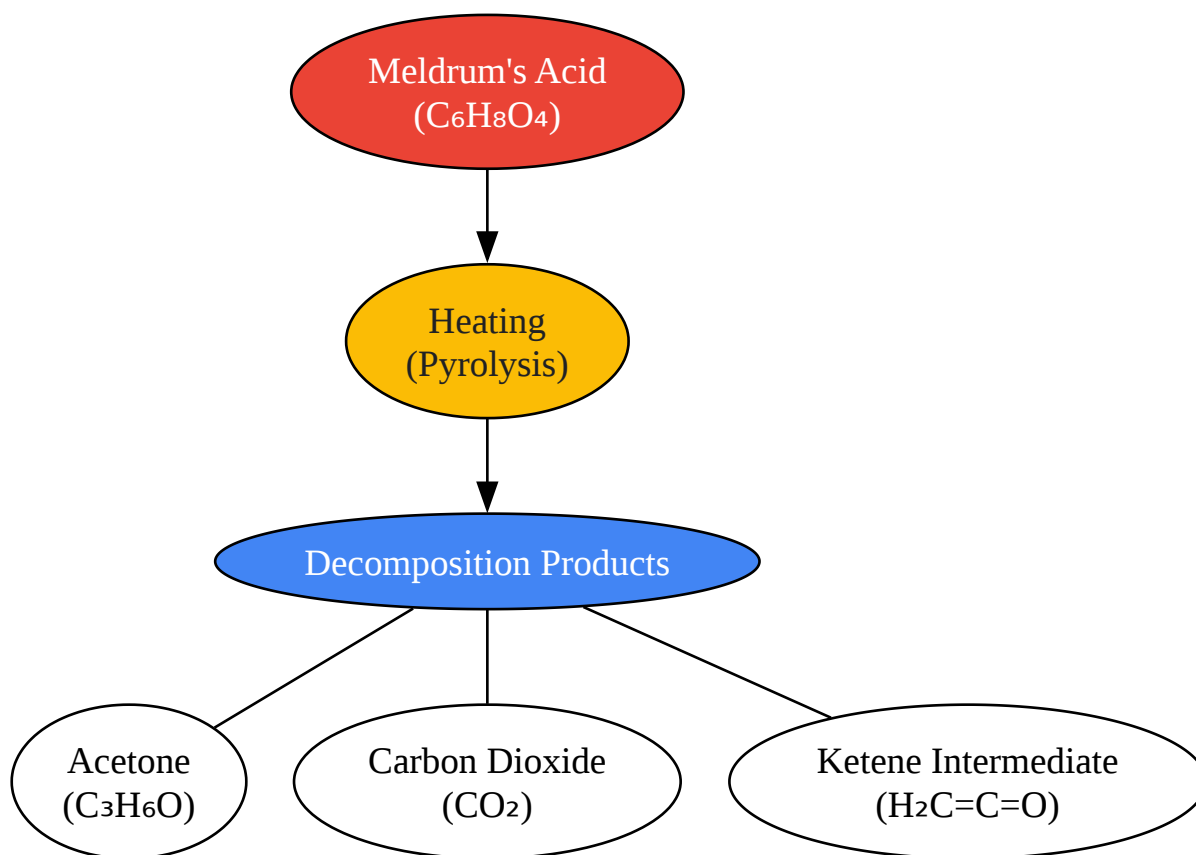 Meldrum's Acid
(C₆H₈O₄)
Heating
(Pyrolysis)
Decomposition Products
Acetone
(C₃H₆O)
Carbon Dioxide
(CO₂)
Ketene Intermediate
(H₂C=C=O)